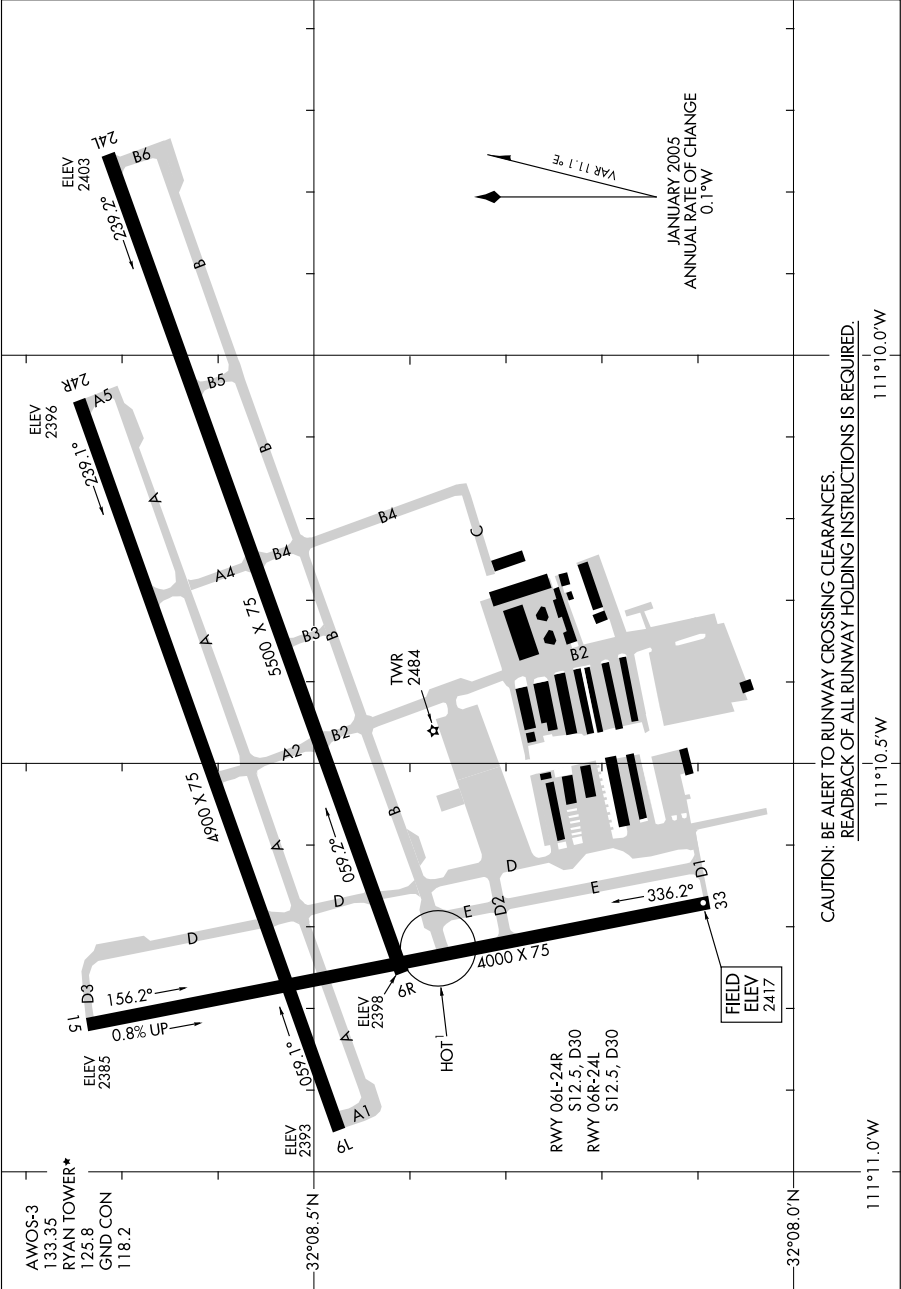 AWOS-3
133.35
RYAN TOWER★
125.8
GND CON
118.2
ELEV
2403
24L
B6
239.2°
B
ELEV
2396
24R
A5
239.1°
B5
A
B
B4
C
A4
B4
A
5500 X 75
B3
B
B2
TWR
2484
A2
B2
4900 X 75
A
B
059.2°
D
D
D
E
E
D2
D1
336.2°
33
D3
15
156.2°
0.8% UP
4000 X 75
6R
ELEV
2398
FIELD
ELEV
2417
ELEV
2385
HOT¹
059.1°
A
A1
6L
ELEV
2393
RWY 06L-24R
S12.5, D30
RWY 06R-24L
S12.5, D30
VAR 11.1°E
JANUARY 2005
ANNUAL RATE OF CHANGE
0.1°W
CAUTION: BE ALERT TO RUNWAY CROSSING CLEARANCES.
READBACK OF ALL RUNWAY HOLDING INSTRUCTIONS IS REQUIRED.
32°08.5'N
32°08.0'N
111°11.0'W
111°10.5'W
111°10.0'W